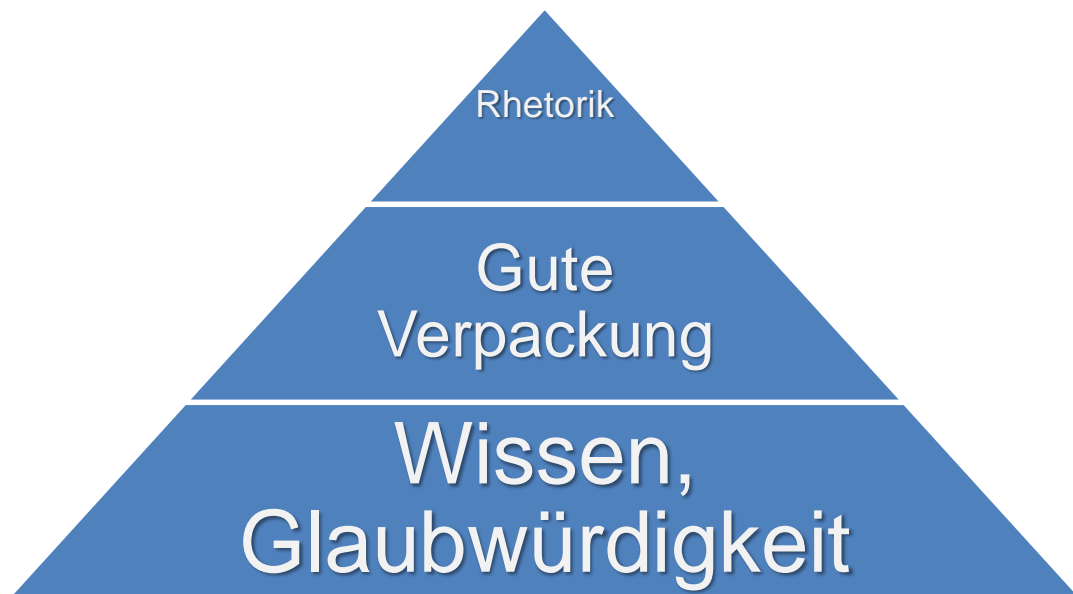 Rhetorik
Gute
Verpackung
Wissen,
Glaubwürdigkeit